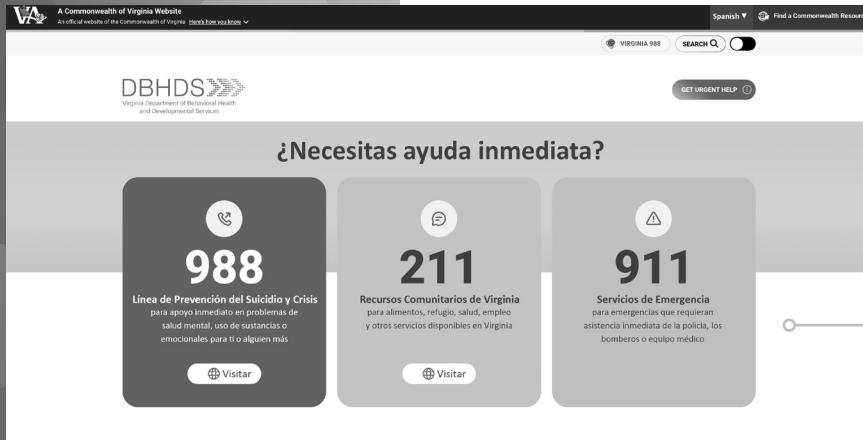 VA
A Commonwealth of Virginia Website
An official website of the Commonwealth of Virginia Here's how you know
Spanish
Find a Commonwealth
VIRGINIA 988
SEARCH
DBHDS
Virginia Department of Behavioral Health
and Developmental Services
GET URGENT HELP
¿Necesitas ayuda inmediata?
988
Línea de Prevención del Suicidio y Crisis
para apoyo inmediato en problemas de
salud mental, uso de sustancias o
emocionales para ti o alguien más
Visitar
211
Recursos Comunitarios de Virginia
para alimentos, refugio, salud, empleo
y otros servicios disponibles en Virginia
Visitar
911
Servicios de Emergencia
para emergencias que requieran
asistencia inmediata de la policía, los
bomberos o equipo médico